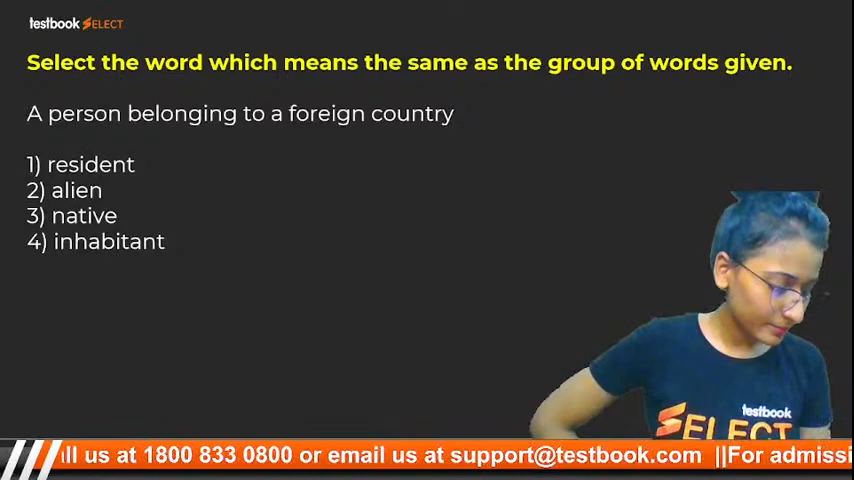 testbook SELECT
Select the word which means the same as the group of words given.
A person belonging to a foreign country
1) resident
2) alien
3) native
4) inhabitant
testbook
SELECT
us at 1800 833 0800 or email us at support@testbook.com ||For